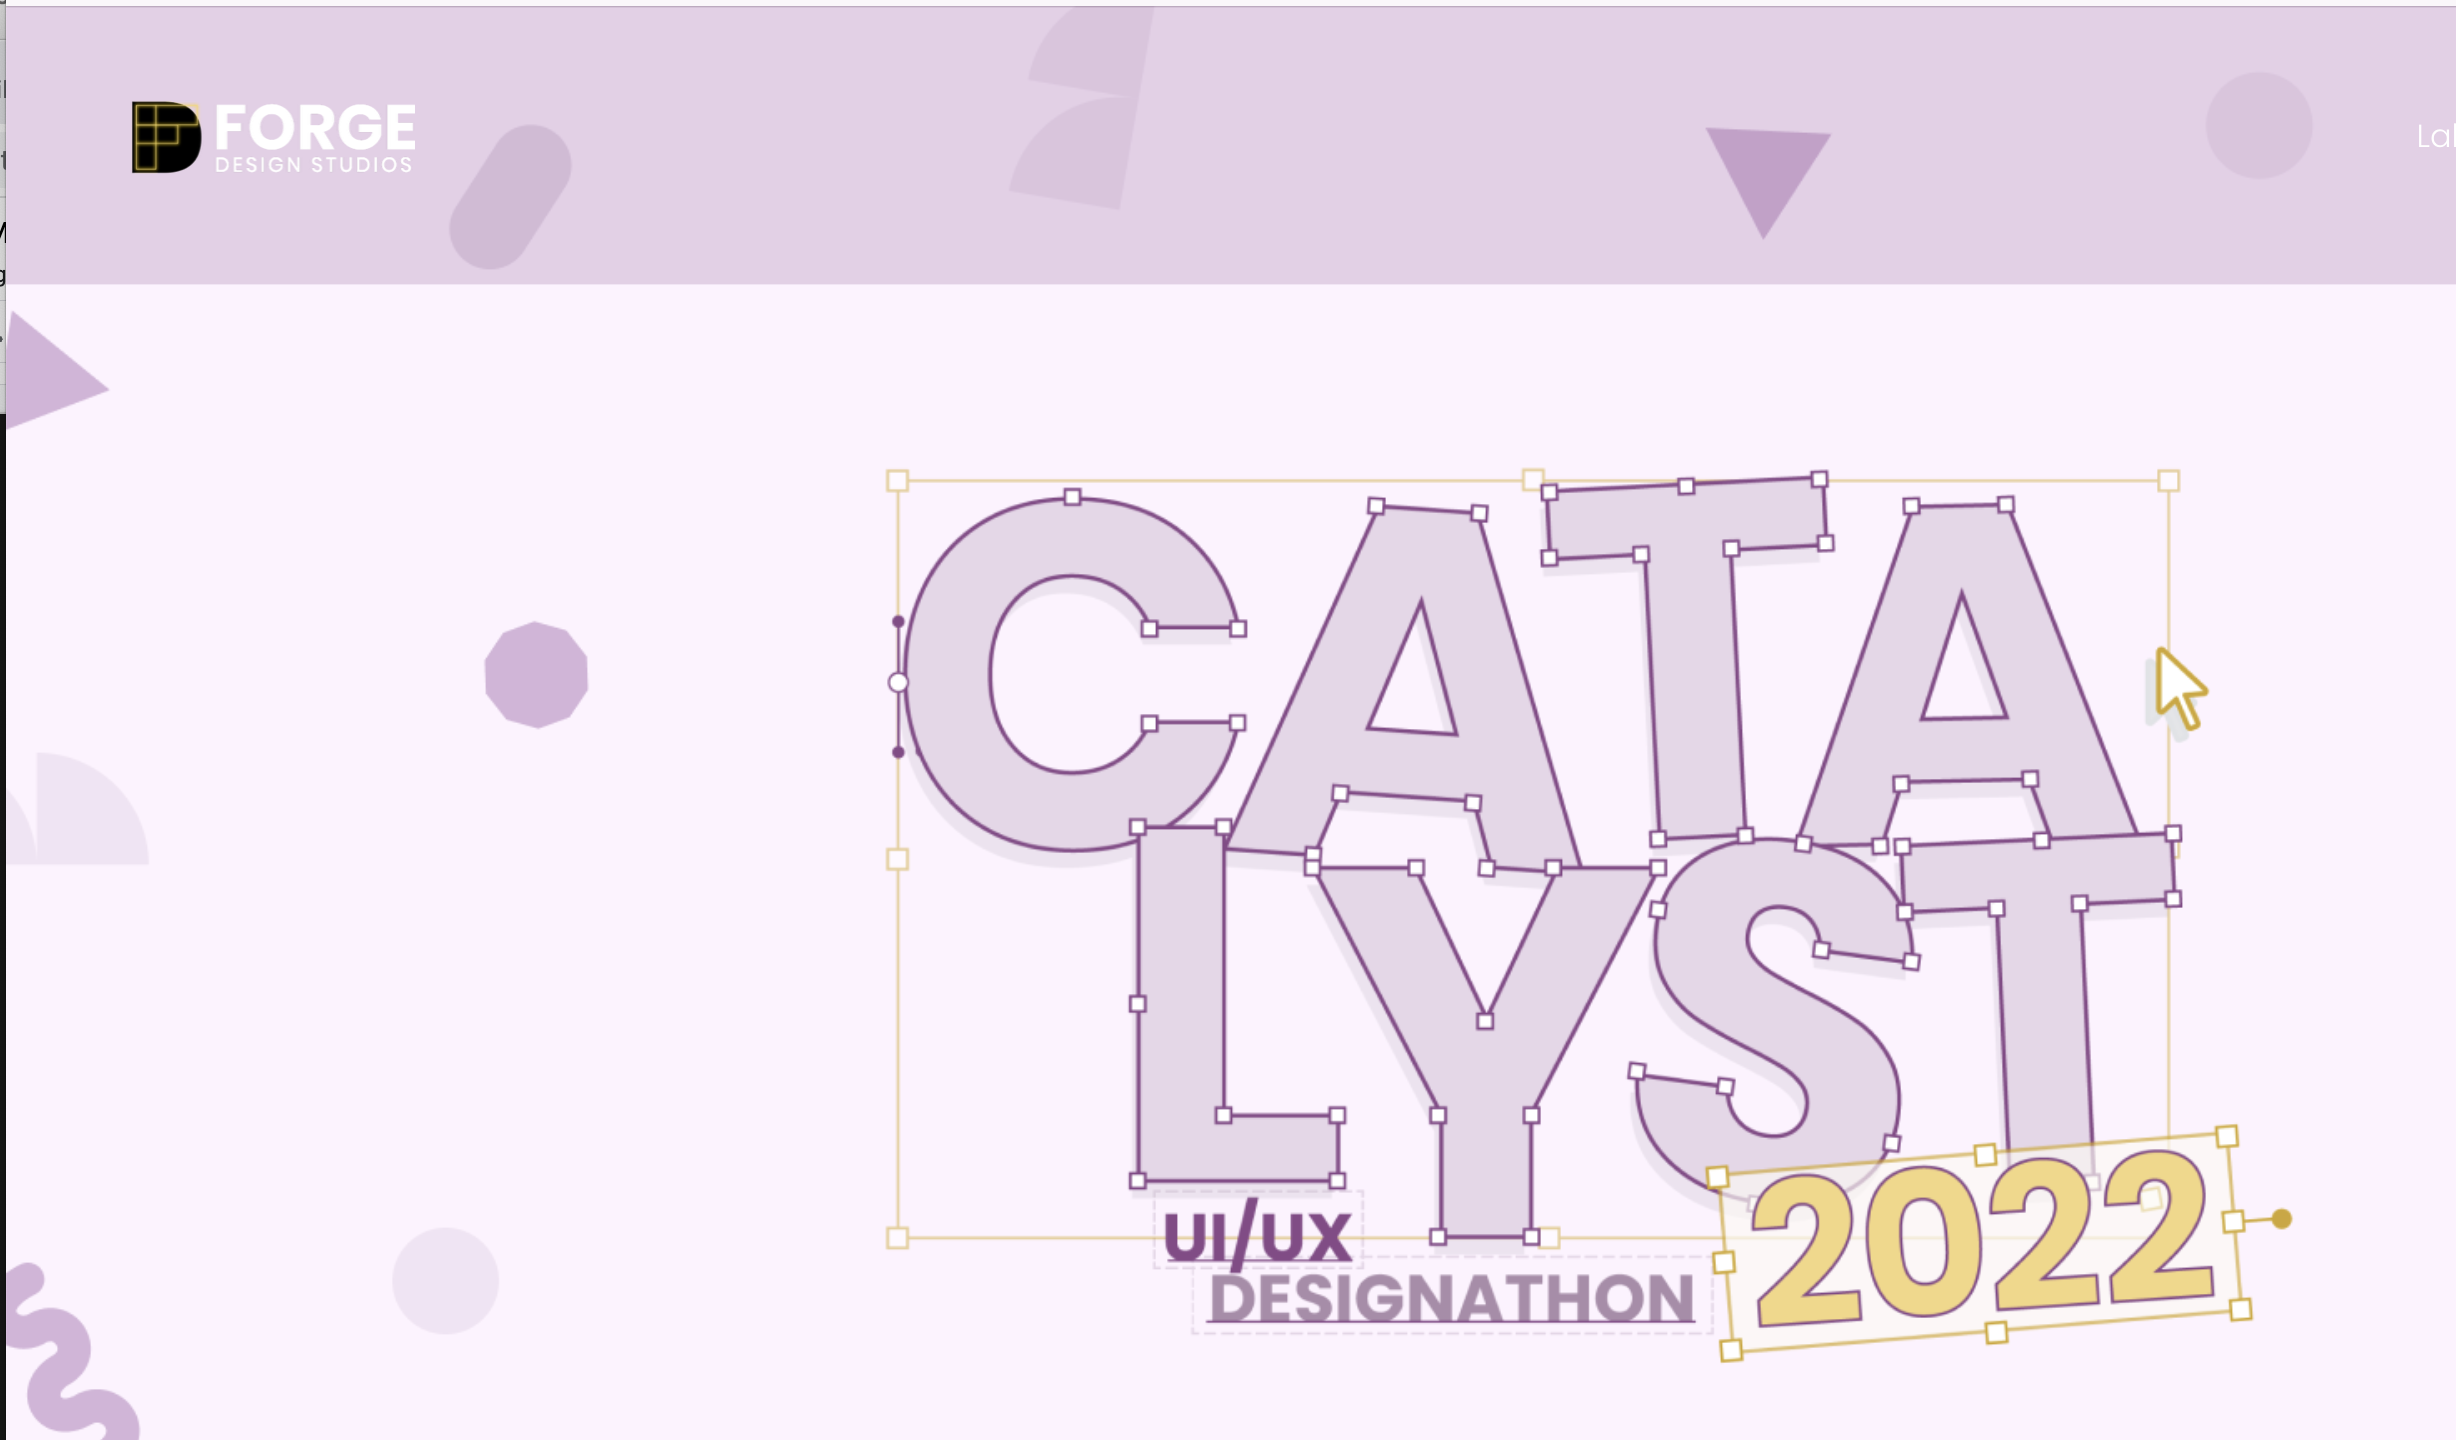 FORGE
DESIGN STUDIOS
CATA
LYST
UI/UX
DESIGNATHON
2022